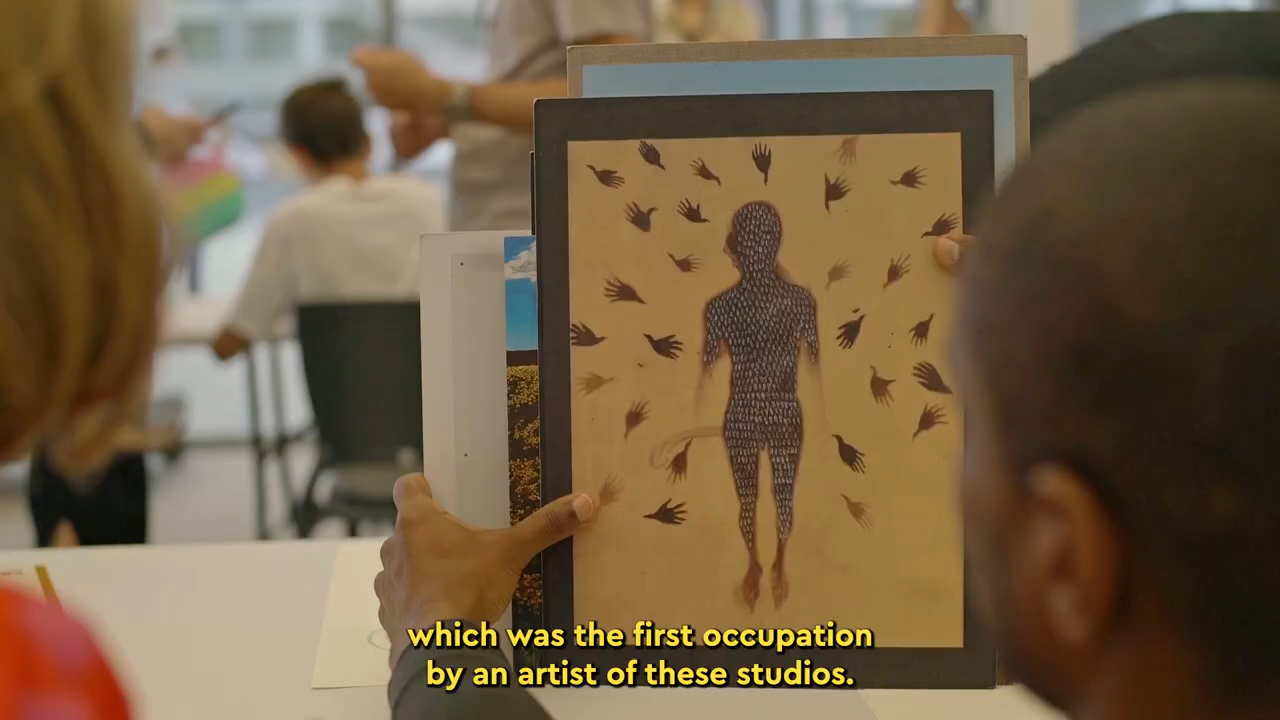 which was the first occupation
by an artist of these studios.